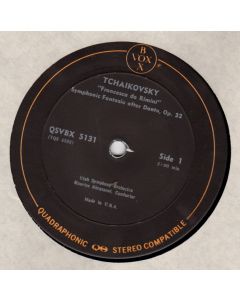 B
VOX
X
TCHAIKOVSKY
"Francesca da Rimini"
Symphonic Fantasia after Dante, Op. 32
QSVBX 5131
Side 1
Utah Symphony Orchestra
Maurice Abravanel, Conductor
Made in U.S.A.
QUADRAPHONIC STEREO COMPATIBLE